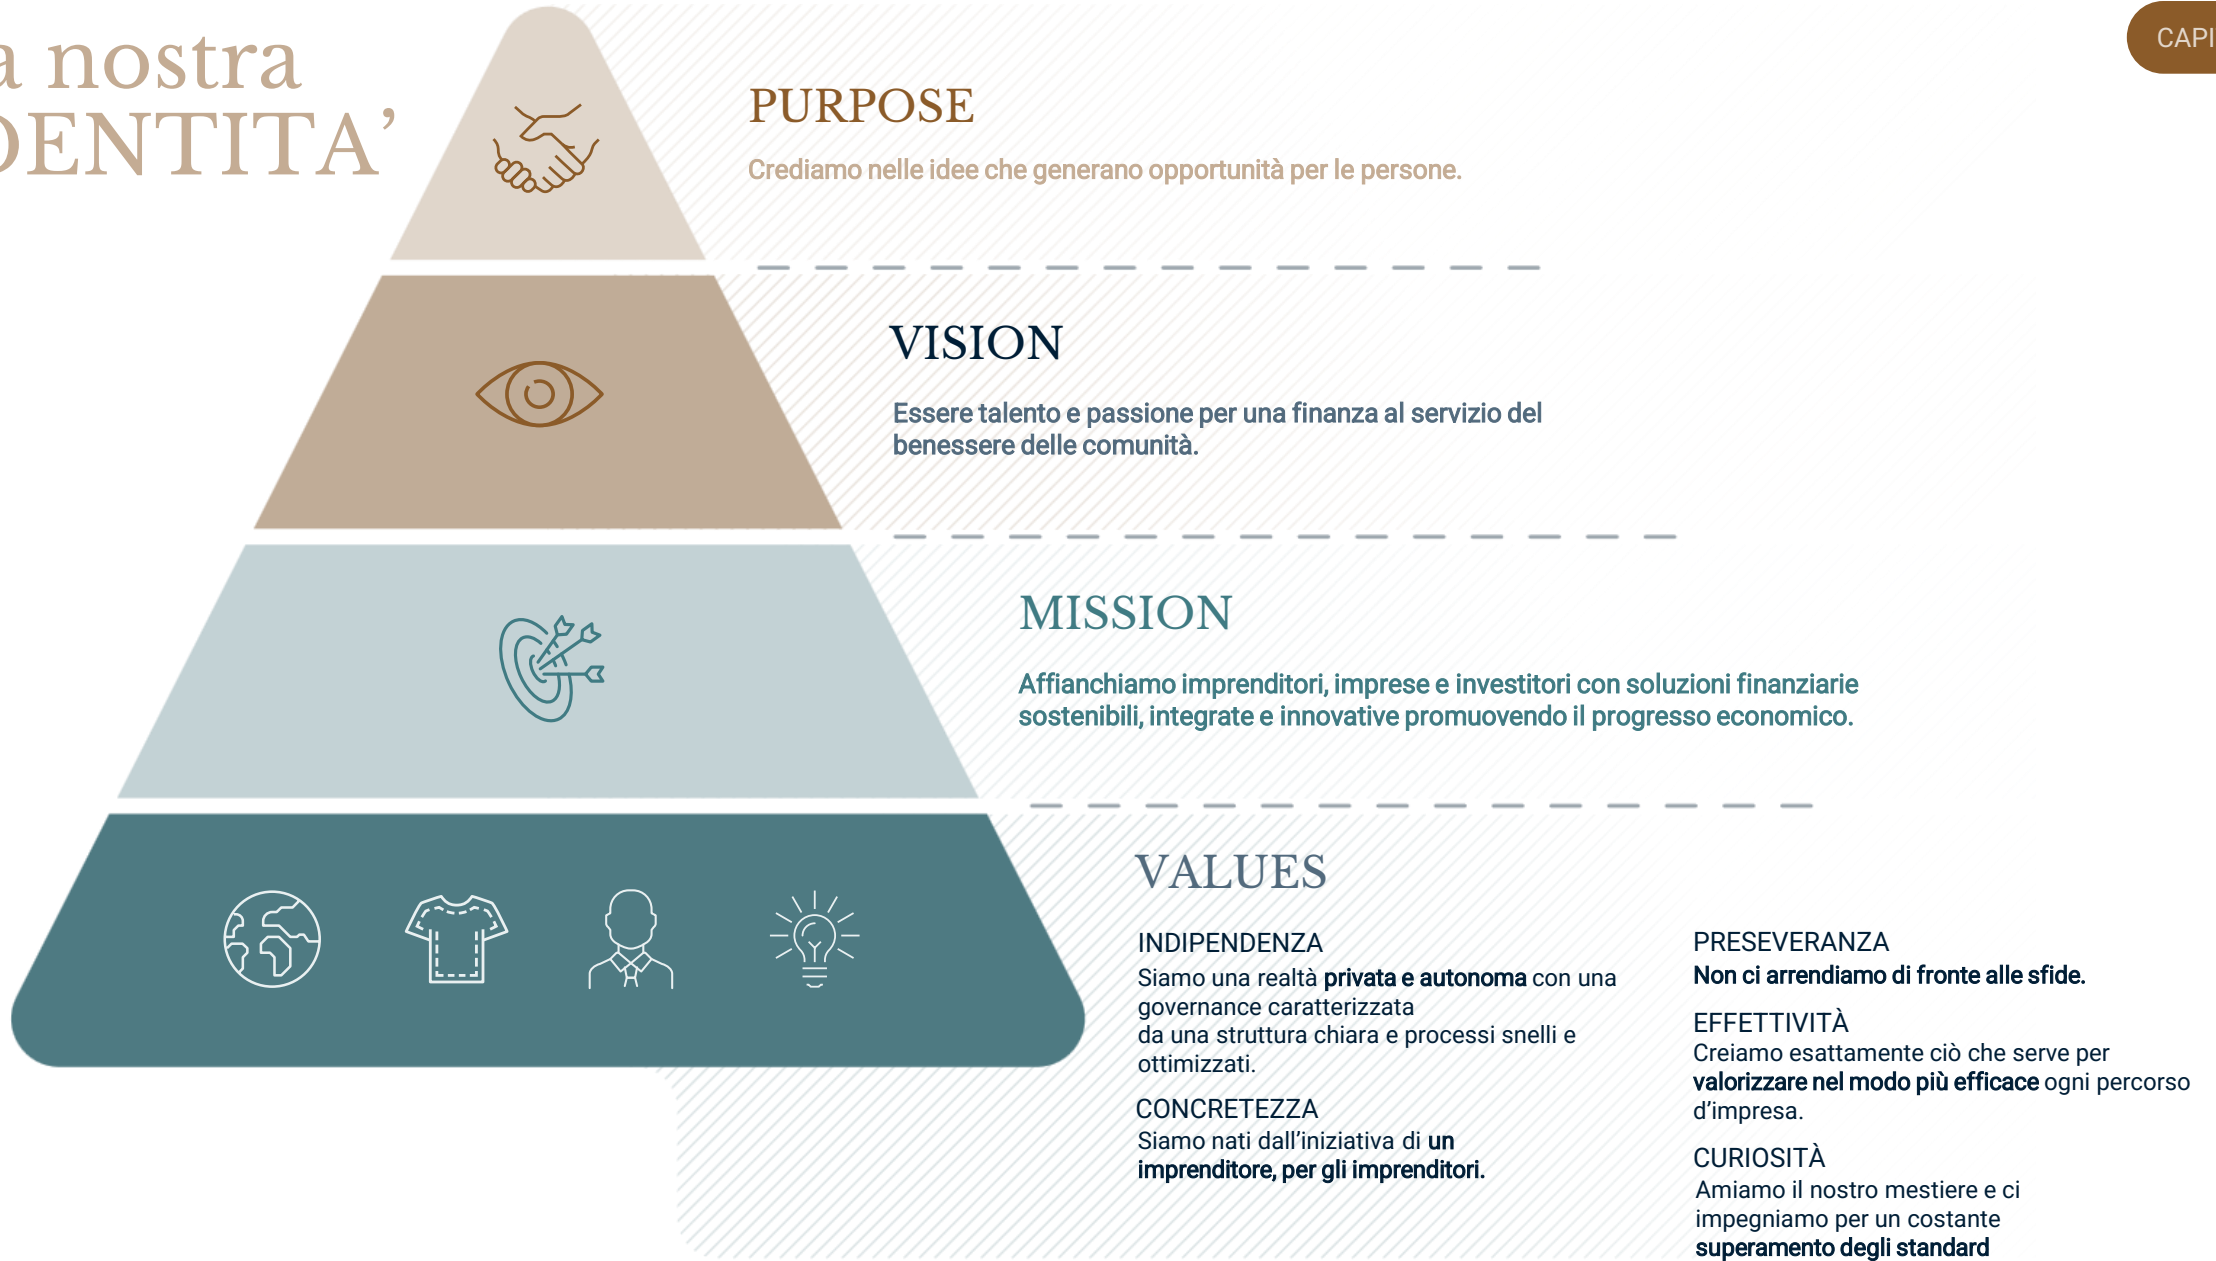 a nostra
DENTITA’
CAPI
PURPOSE
Crediamo nelle idee che generano opportunità per le persone.
VISION
Essere talento e passione per una finanza al servizio del
benessere delle comunità.
MISSION
Affianchiamo imprenditori, imprese e investitori con soluzioni finanziarie
sostenibili, integrate e innovative promuovendo il progresso economico.
VALUES
INDIPENDENZA
Siamo una realtà privata e autonoma con una
governance caratterizzata
da una struttura chiara e processi snelli e
ottimizzati.
CONCRETEZZA
Siamo nati dall’iniziativa di un
imprenditore, per gli imprenditori.
PRESEVERANZA
Non ci arrendiamo di fronte alle sfide.
EFFETTIVITÀ
Creiamo esattamente ciò che serve per
valorizzare nel modo più efficace ogni percorso
d’impresa.
CURIOSITÀ
Amiamo il nostro mestiere e ci
impegniamo per un costante
superamento degli standard